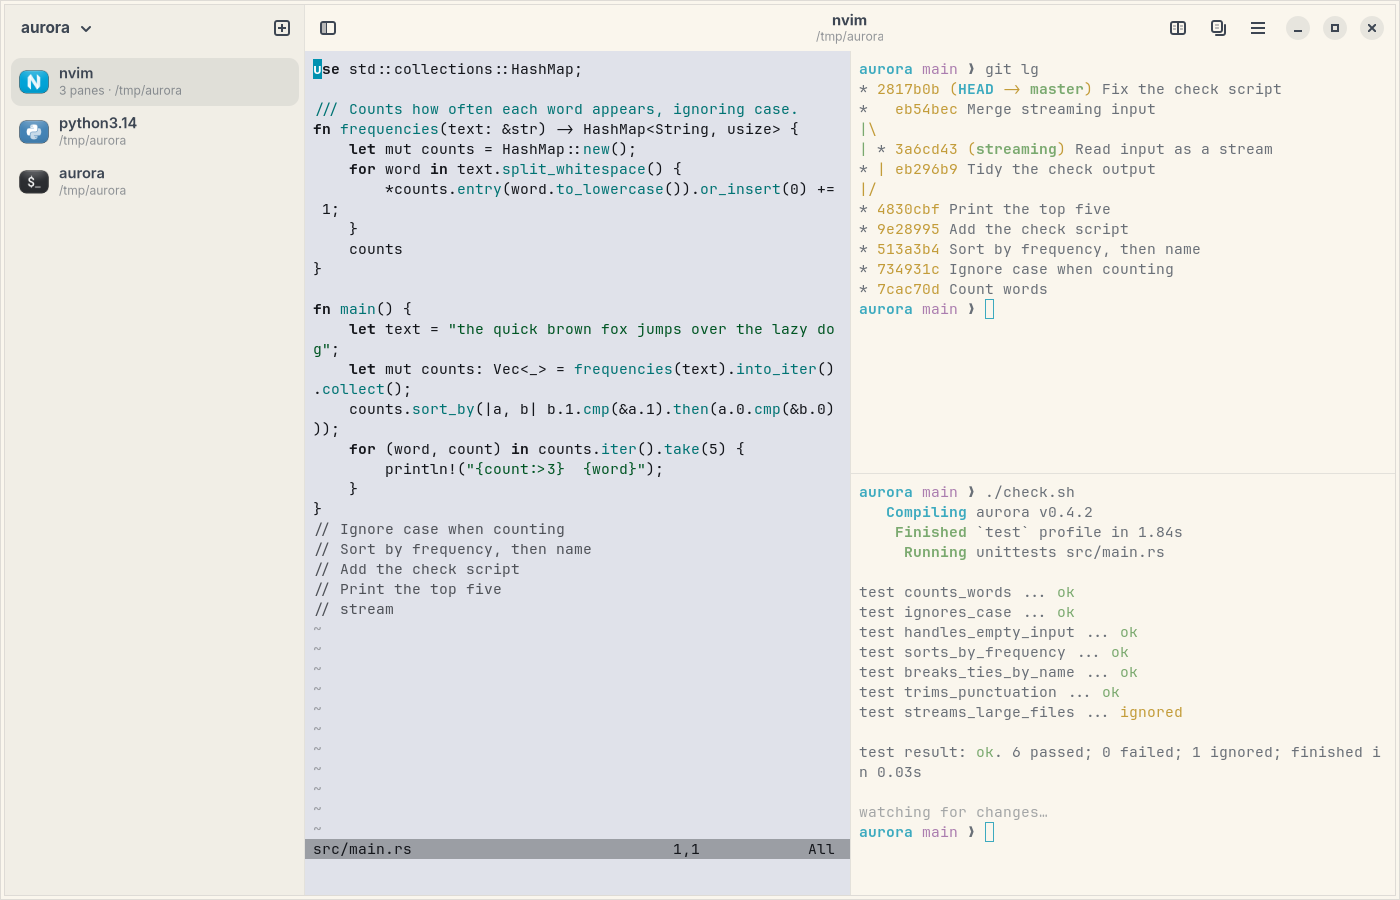 aurora
nvim
3 panes · /tmp/aurora
python3.14
/tmp/aurora
$_
aurora
/tmp/aurora
nvim
/tmp/aurora
use std::collections::HashMap;
/// Counts how often each word appears, ignoring case.
fn frequencies(text: &str) -> HashMap<String, usize> {
    let mut counts = HashMap::new();
    for word in text.split_whitespace() {
        *counts.entry(word.to_lowercase()).or_insert(0) +=
 1;
    }
    counts
}
fn main() {
    let text = "the quick brown fox jumps over the lazy do
g";
    let mut counts: Vec<_> = frequencies(text).into_iter()
.collect();
    counts.sort_by(|a, b| b.1.cmp(&a.1).then(a.0.cmp(&b.0)
));
    for (word, count) in counts.iter().take(5) {
        println!("{count:>3}  {word}");
    }
}
// Ignore case when counting
// Sort by frequency, then name
// Add the check script
// Print the top five
// stream
~
~
~
~
~
~
~
~
~
~
~
src/main.rs 1,1 All
aurora main ❯ git lg
* 2817b0b (HEAD -> master) Fix the check script
*   eb54bec Merge streaming input
|\
| * 3a6cd43 (streaming) Read input as a stream
* | eb296b9 Tidy the check output
|/
* 4830cbf Print the top five
* 9e28995 Add the check script
* 513a3b4 Sort by frequency, then name
* 734931c Ignore case when counting
* 7cac70d Count words
aurora main ❯
aurora main ❯ ./check.sh
   Compiling aurora v0.4.2
    Finished `test` profile in 1.84s
     Running unittests src/main.rs
test counts_words ... ok
test ignores_case ... ok
test handles_empty_input ... ok
test sorts_by_frequency ... ok
test breaks_ties_by_name ... ok
test trims_punctuation ... ok
test streams_large_files ... ignored
test result: ok. 6 passed; 0 failed; 1 ignored; finished i
n 0.03s
watching for changes…
aurora main ❯